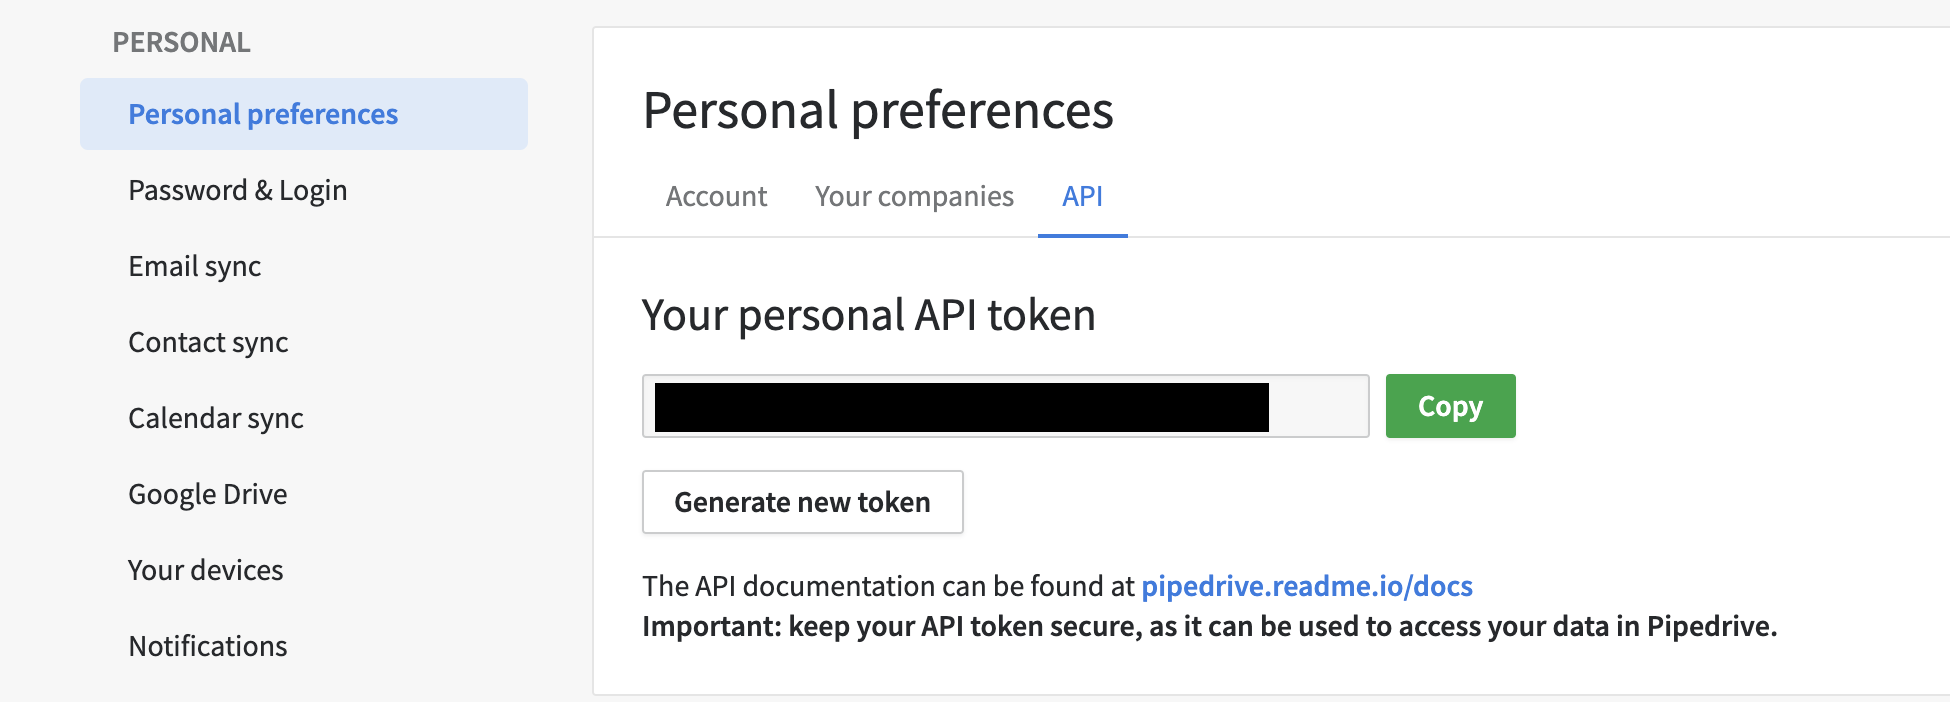 PERSONAL
Personal preferences
Password & Login
Email sync
Contact sync
Calendar sync
Google Drive
Your devices
Notifications
Personal preferences
Account Your companies API
Your personal API token
Copy
Generate new token
The API documentation can be found at pipedrive.readme.io/docs
Important: keep your API token secure, as it can be used to access your data in Pipedrive.